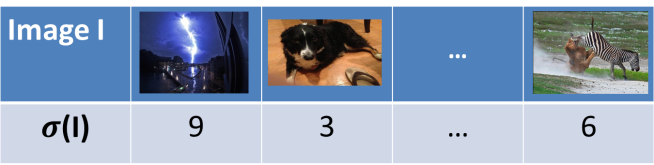 Image I ...
σ(I) 9 3 ... 6